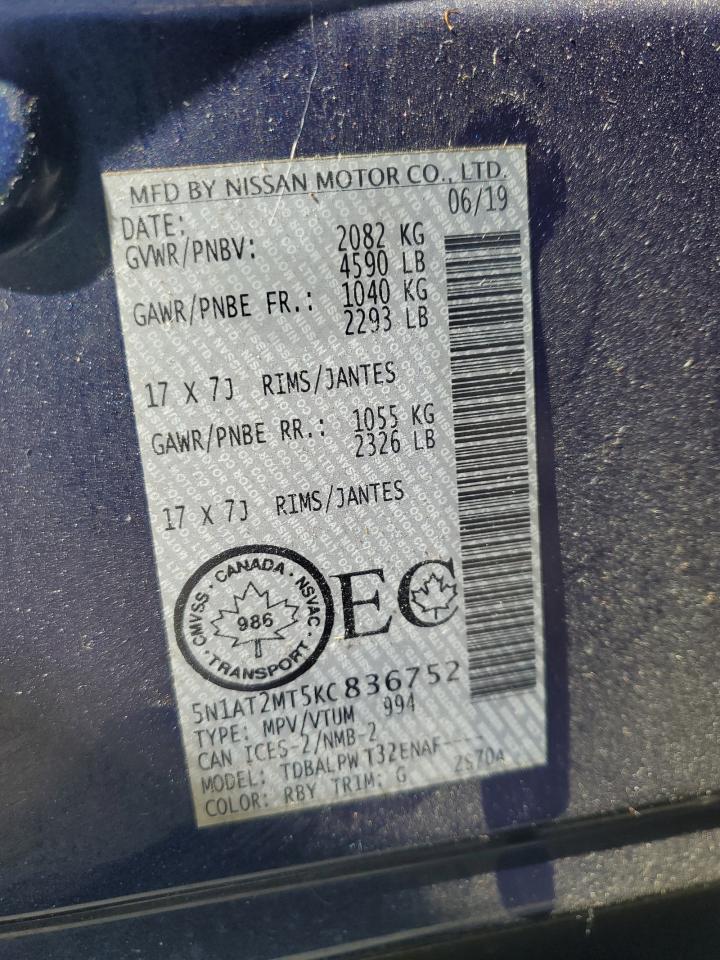 MFD BY NISSAN MOTOR CO., LTD.
DATE: 06/19
GVWR/PNBV: 2082 KG
4590 LB
GAWR/PNBE FR.: 1040 KG
2293 LB
17 X 7J RIMS/JANTES
GAWR/PNBE RR.: 1055 KG
2326 LB
17 X 7J RIMS/JANTES
CMVSS · CANADA · NSVAC · TRANSPORT ·
986
EC
5N1AT2MT5KC836752
TYPE: MPV/VTUM 994
CAN ICES-2/NMB-2
MODEL: TDBALPW T32ENAF----
COLOR: RBY TRIM: G 2S70A